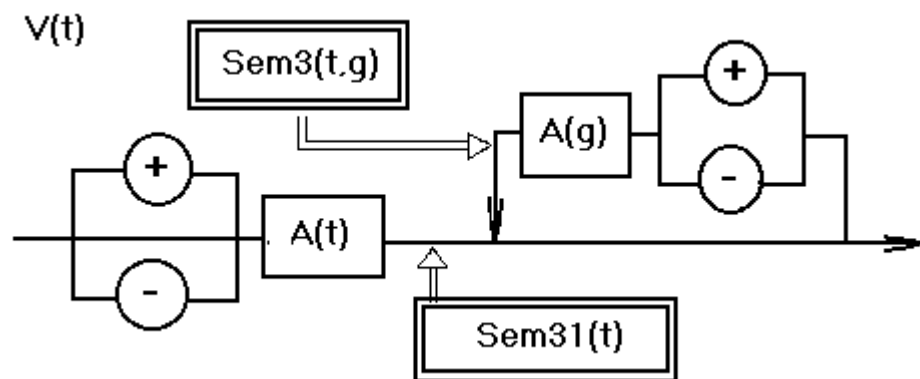 V(t)
Sem3(t,g)
+
A(g)
-
+
A(t)
-
Sem31(t)